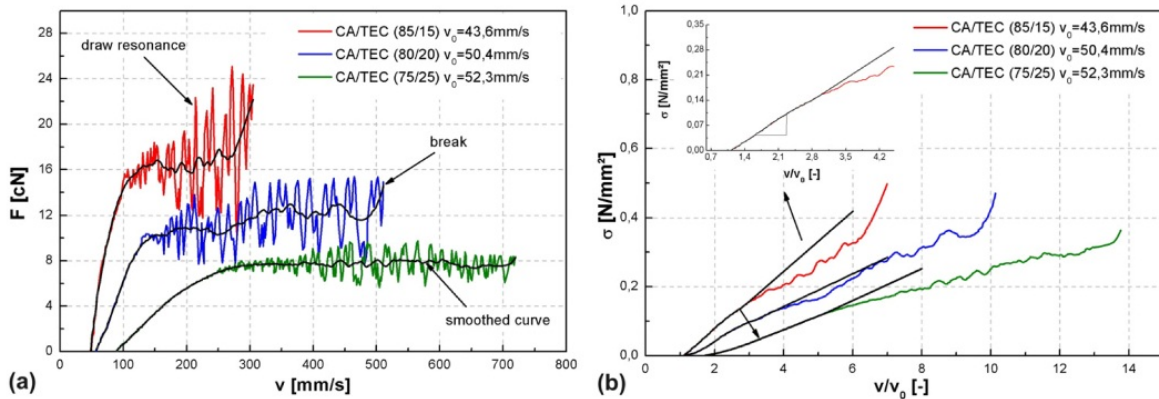 28
24
20
16
12
8
4
0
F [cN]
0 100 200 300 400 500 600 700 800
v [mm/s]
CA/TEC (85/15) v0=43,6mm/s
CA/TEC (80/20) v0=50,4mm/s
CA/TEC (75/25) v0=52,3mm/s
draw resonance
break
smoothed curve
(a)
1,0
0,8
0,6
0,4
0,2
0,0
σ [N/mm²]
0 2 4 6 8 10 12 14
v/v0 [-]
CA/TEC (85/15) v0=43,6mm/s
CA/TEC (80/20) v0=50,4mm/s
CA/TEC (75/25) v0=52,3mm/s
0,35
0,28
0,21
0,14
0,07
0,00
σ [N/mm²]
0,7 1,4 2,1 2,8 3,5 4,2
v/v0 [-]
(b)